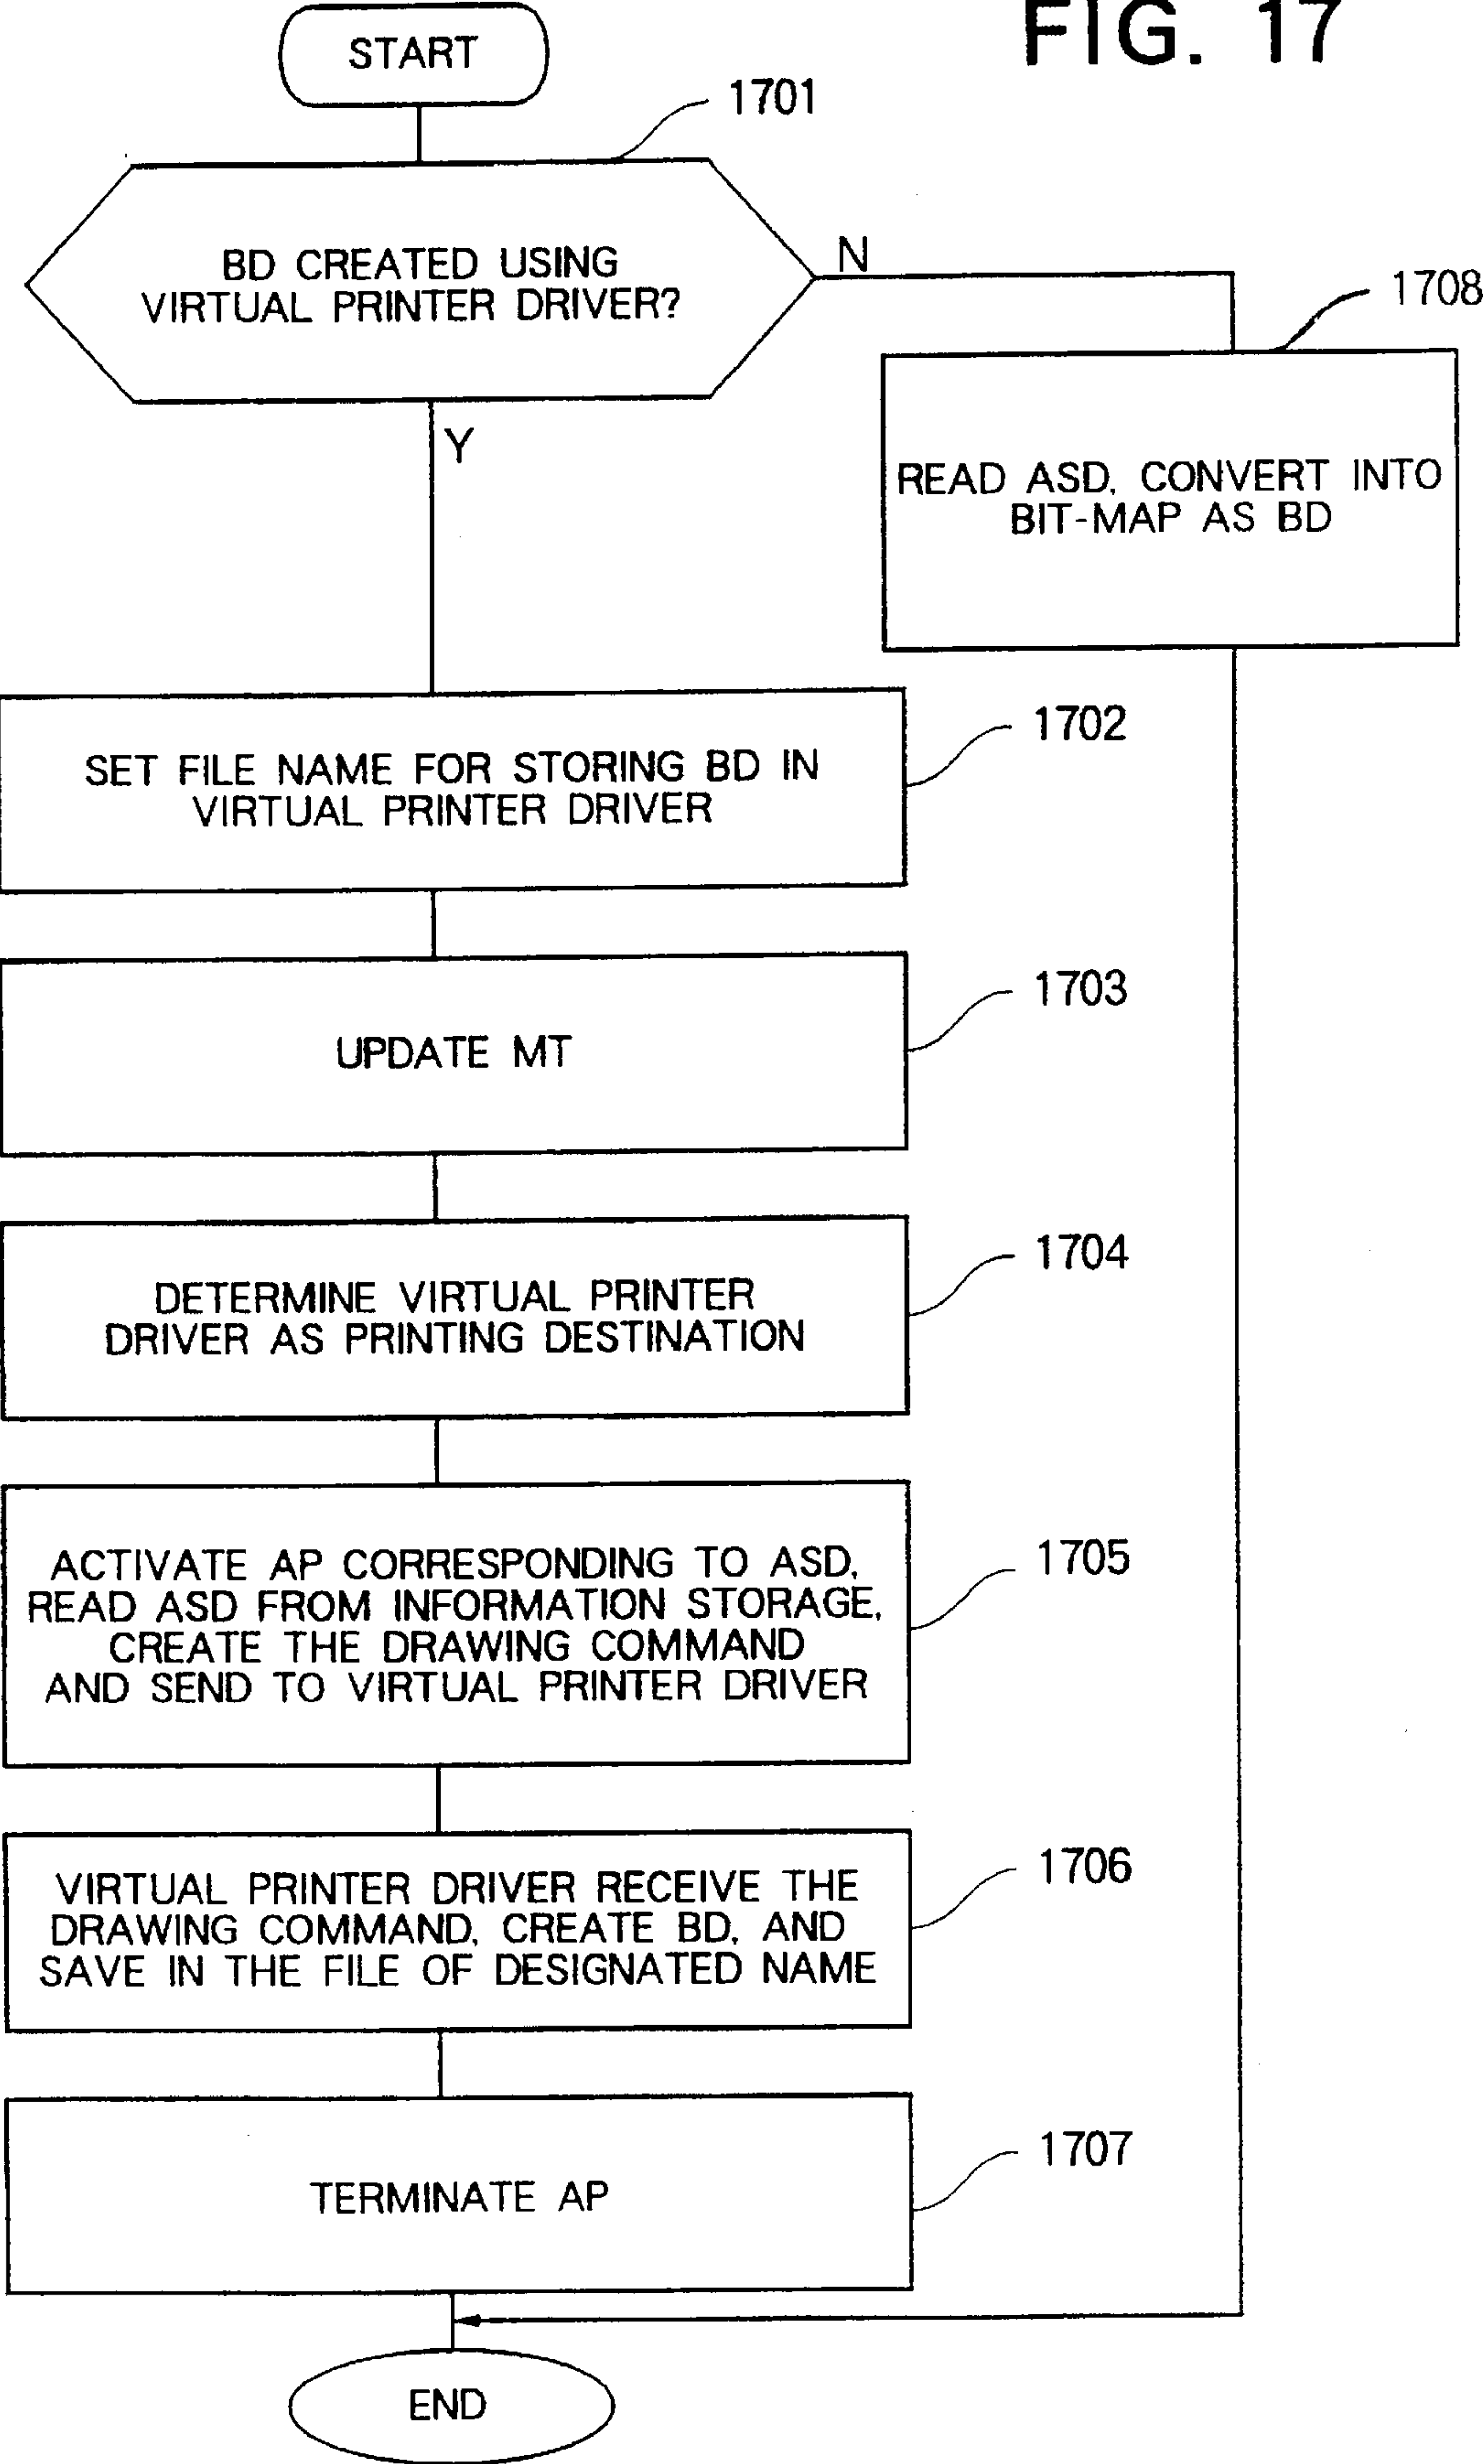 FIG. 17
START
1701
BD CREATED USING
VIRTUAL PRINTER DRIVER?
N
1708
Y
READ ASD, CONVERT INTO
BIT-MAP AS BD
1702
SET FILE NAME FOR STORING BD IN
VIRTUAL PRINTER DRIVER
1703
UPDATE MT
1704
DETERMINE VIRTUAL PRINTER
DRIVER AS PRINTING DESTINATION
1705
ACTIVATE AP CORRESPONDING TO ASD,
READ ASD FROM INFORMATION STORAGE,
CREATE THE DRAWING COMMAND
AND SEND TO VIRTUAL PRINTER DRIVER
1706
VIRTUAL PRINTER DRIVER RECEIVE THE
DRAWING COMMAND, CREATE BD, AND
SAVE IN THE FILE OF DESIGNATED NAME
1707
TERMINATE AP
END